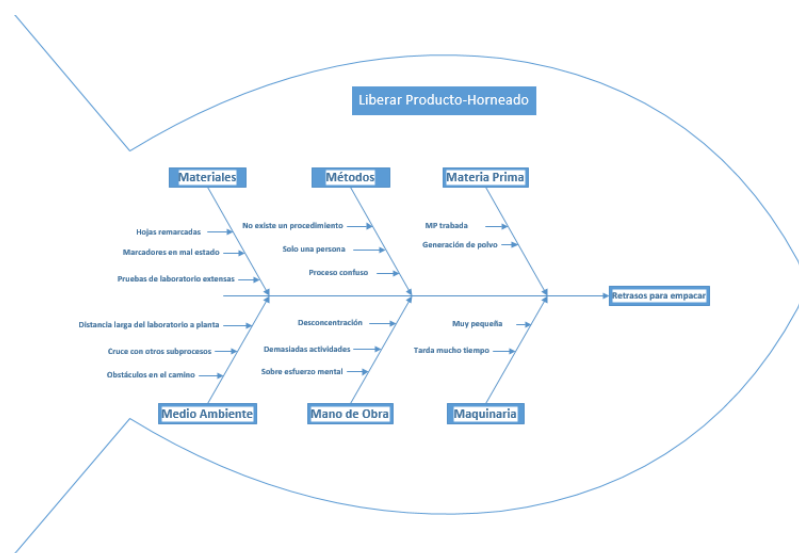 Liberar Producto-Horneado
Materiales
Métodos
Materia Prima
Hojas remarcadas
Marcadores en mal estado
Pruebas de laboratorio extensas
No existe un procedimiento
Solo una persona
Proceso confuso
MP trabada
Generación de polvo
Retrasos para empacar
Distancia larga del laboratorio a planta
Cruce con otros subprocesos
Obstáculos en el camino
Desconcentración
Demasiadas actividades
Sobre esfuerzo mental
Muy pequeña
Tarda mucho tiempo
Medio Ambiente
Mano de Obra
Maquinaria